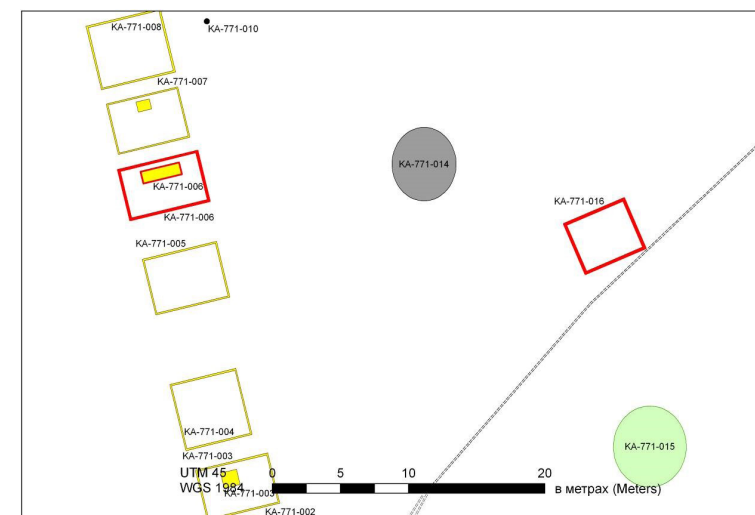 KA-771-008
KA-771-010
KA-771-007
KA-771-014
KA-771-006
KA-771-016
KA-771-006
KA-771-005
KA-771-004
KA-771-015
KA-771-003
UTM 45 0 5 10 20
WGS 1984 в метрах (Meters)
KA-771-003
KA-771-002